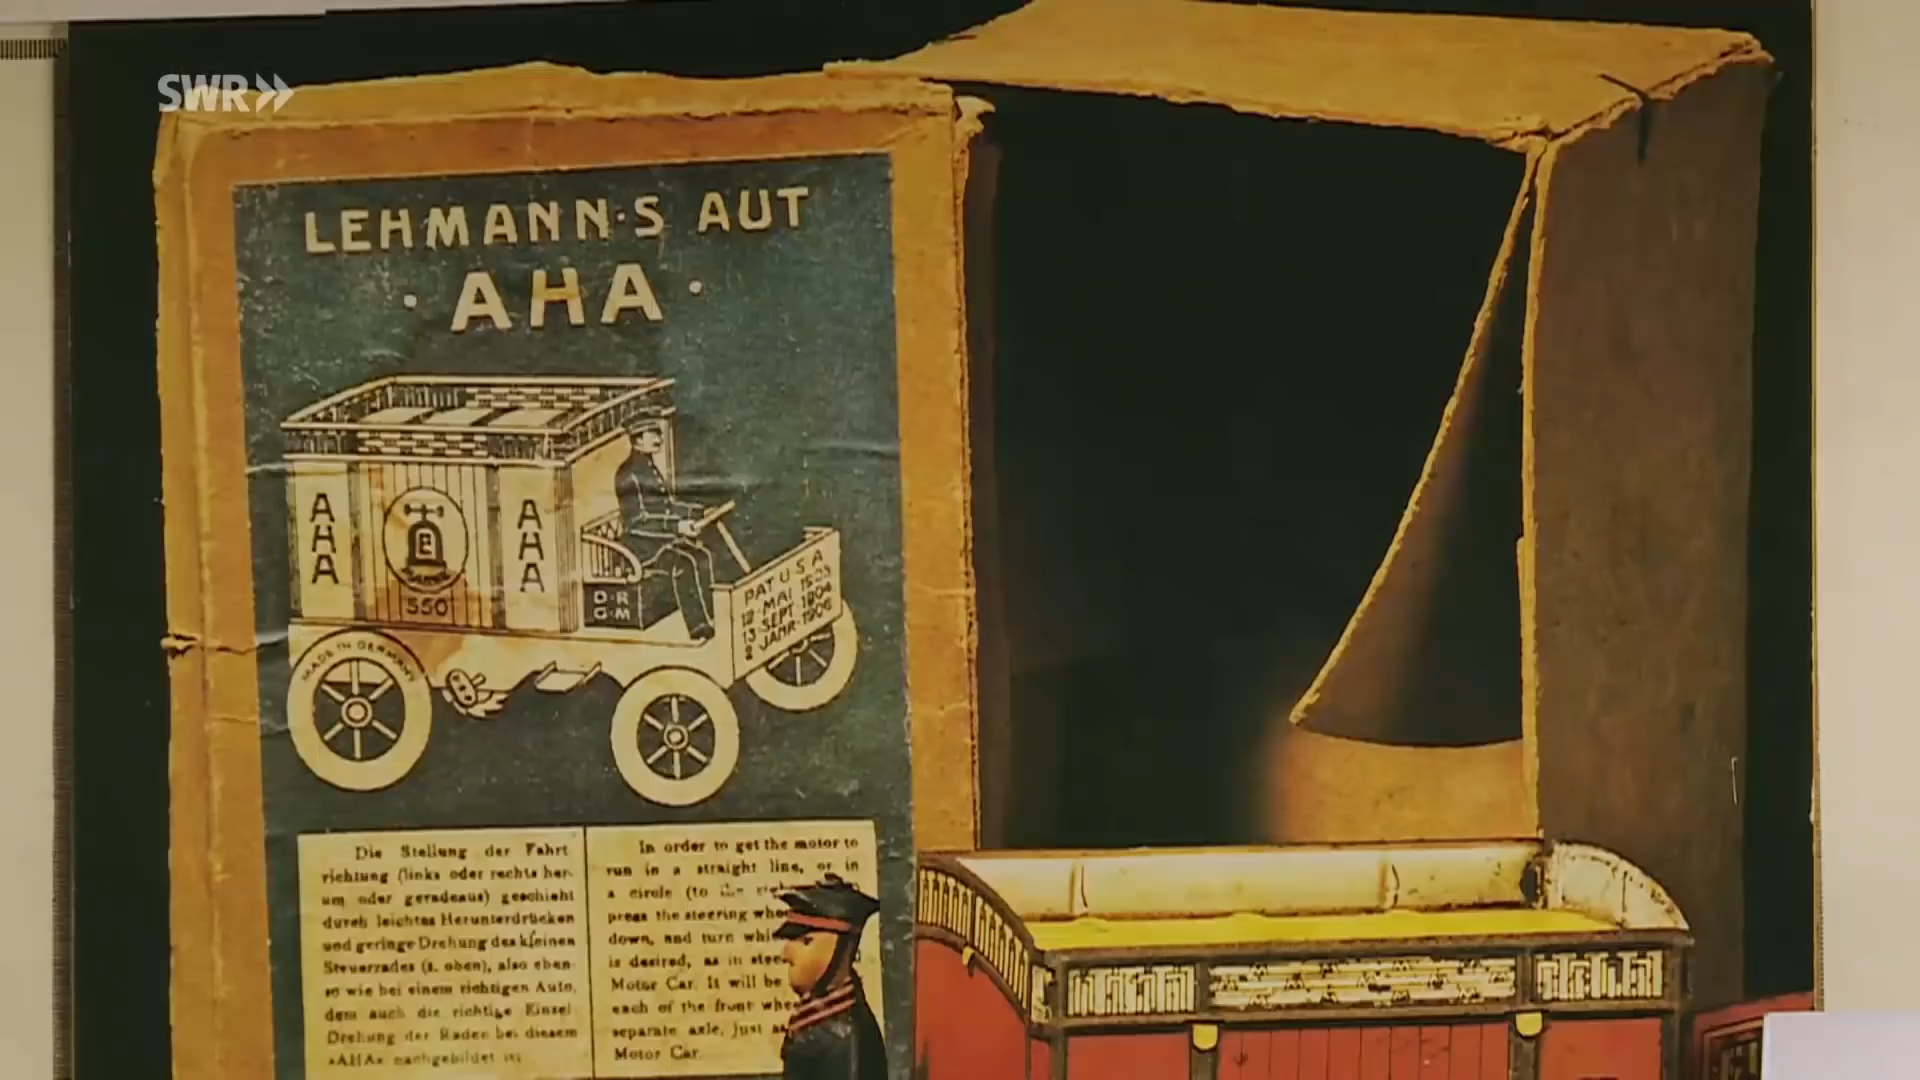 SWR
LEHMANN·S AUT
· AHA ·
AHA
AHA
550
D·R
G·M
PAT U·S·A
12·MAI 1903
13·SEPT·1904
JANR·1906
MADE IN GERMANY
Die Stellung der Fahrt-
richtung (links oder rechts her-
um oder geradeaus) geschieht
durch leichtes Herunterdrücken
und geringe Drehung des kleinen
Steuerrades (s. oben), also eben-
so wie bei einem richtigen Auto,
dem auch die richtige Einzel-
Drehung der Räder bei diesem
»AHA« nachgebildet ist
In order to get the motor to
run in a straight line, or in
a circle (to the
press the steering
down, and turn
is desired, as in
Motor Car. It will be
each of the front
separate axle, just as
Motor Car.